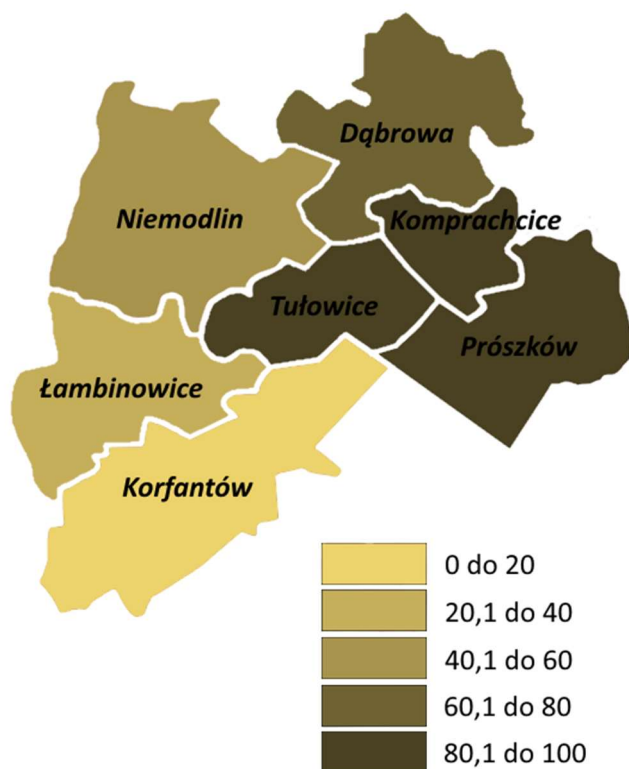 Dąbrowa
Niemodlin
Komprachcice
Tułowice
Prószków
Łambinowice
Korfantów
0 do 20
20,1 do 40
40,1 do 60
60,1 do 80
80,1 do 100